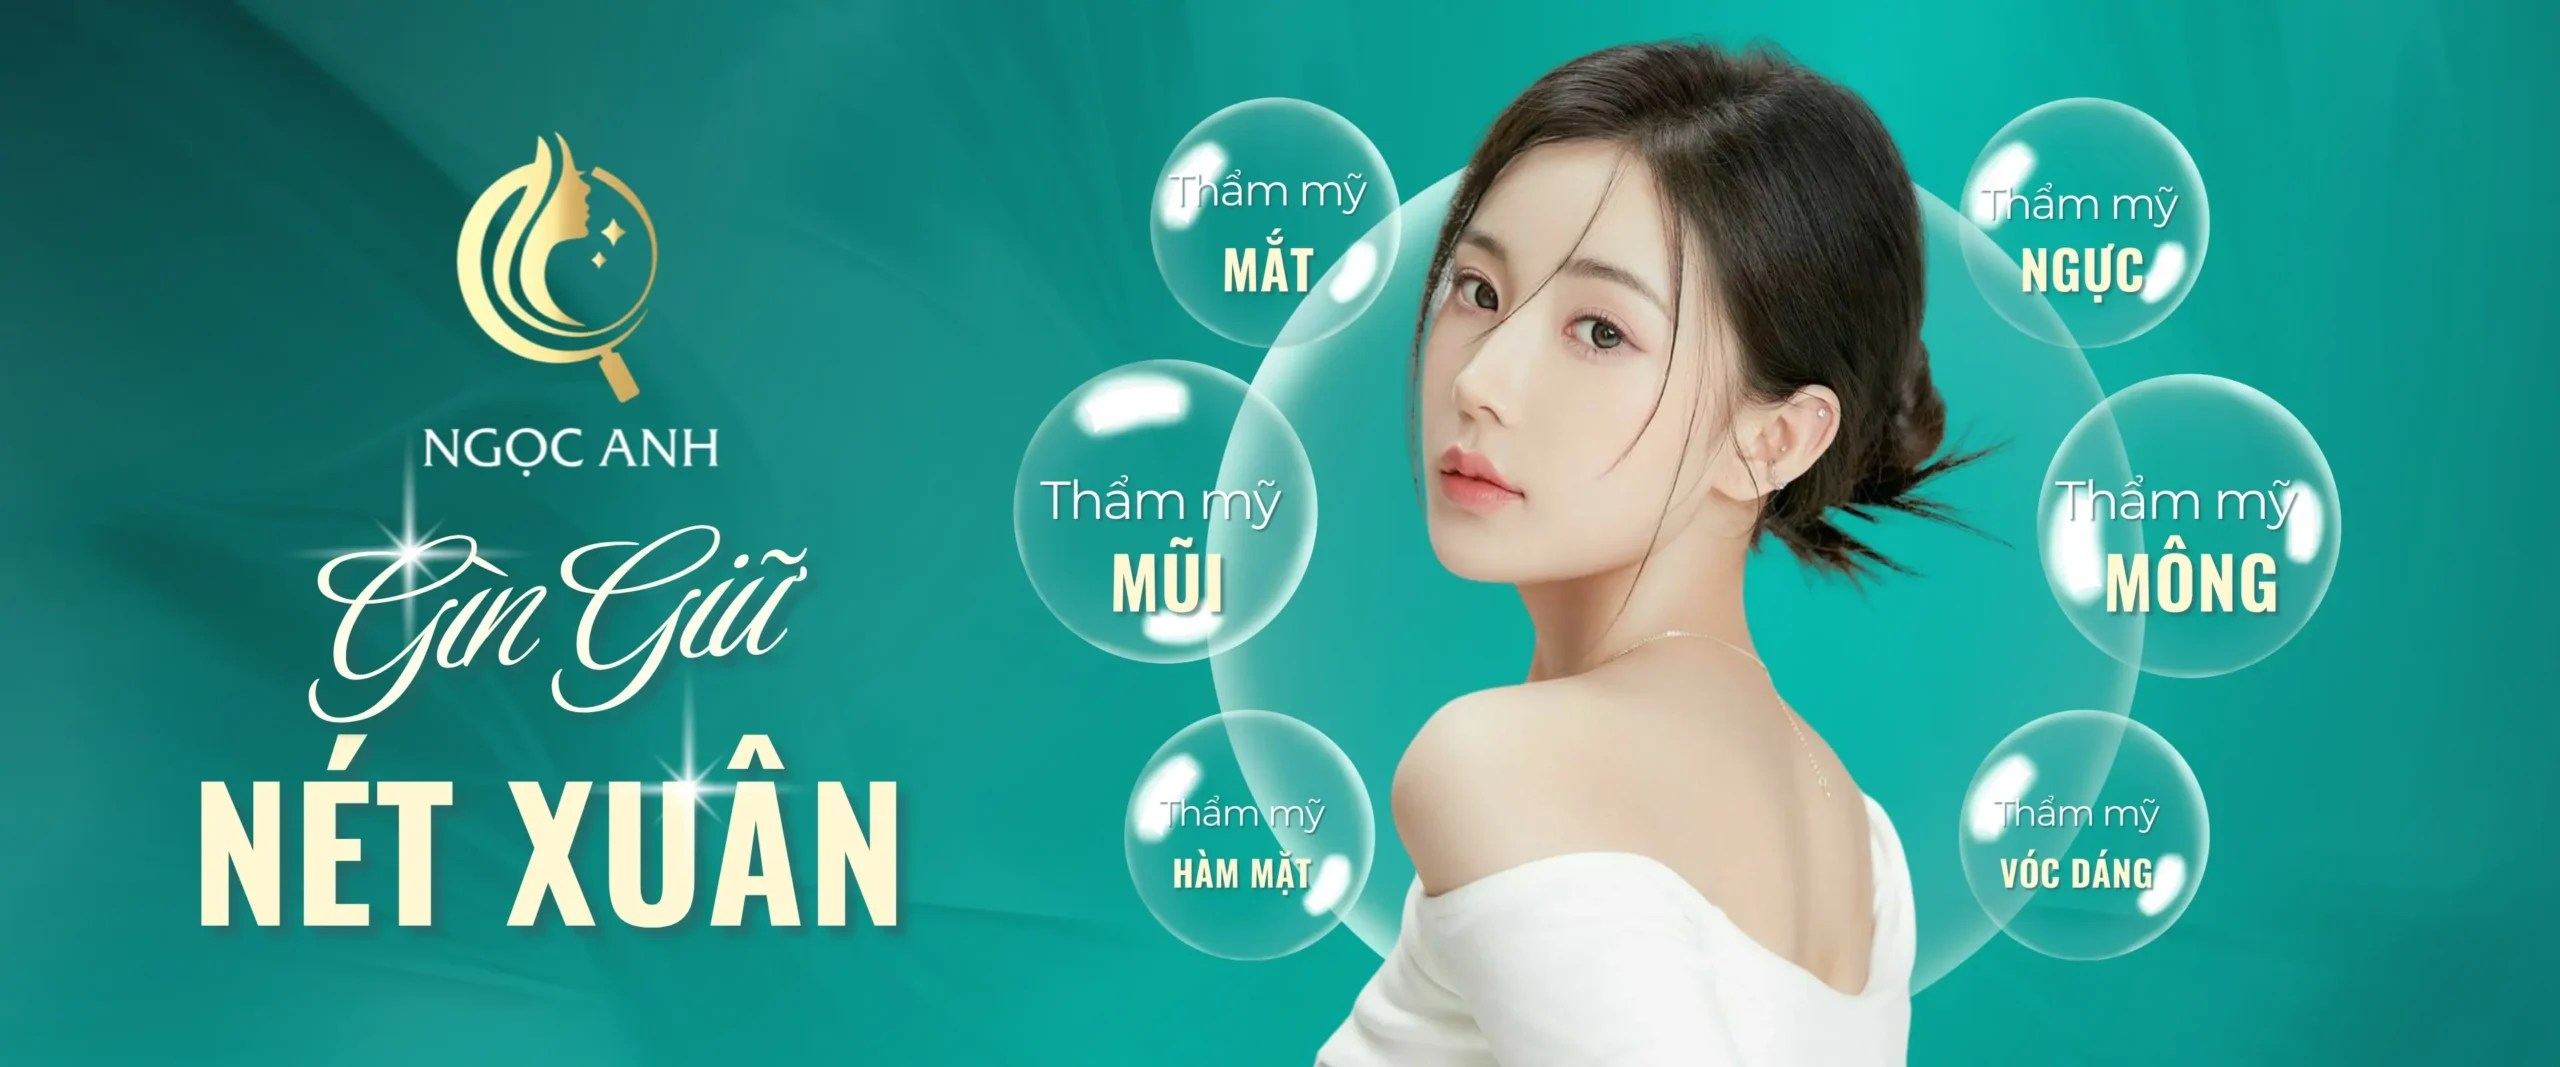 NGỌC ANH
Gìn Giữ
NÉT XUÂN
Thẩm mỹ
MẮT
Thẩm mỹ
MŨI
Thẩm mỹ
HÀM MẶT
Thẩm mỹ
NGỰC
Thẩm mỹ
MÔNG
Thẩm mỹ
VÓC DÁNG